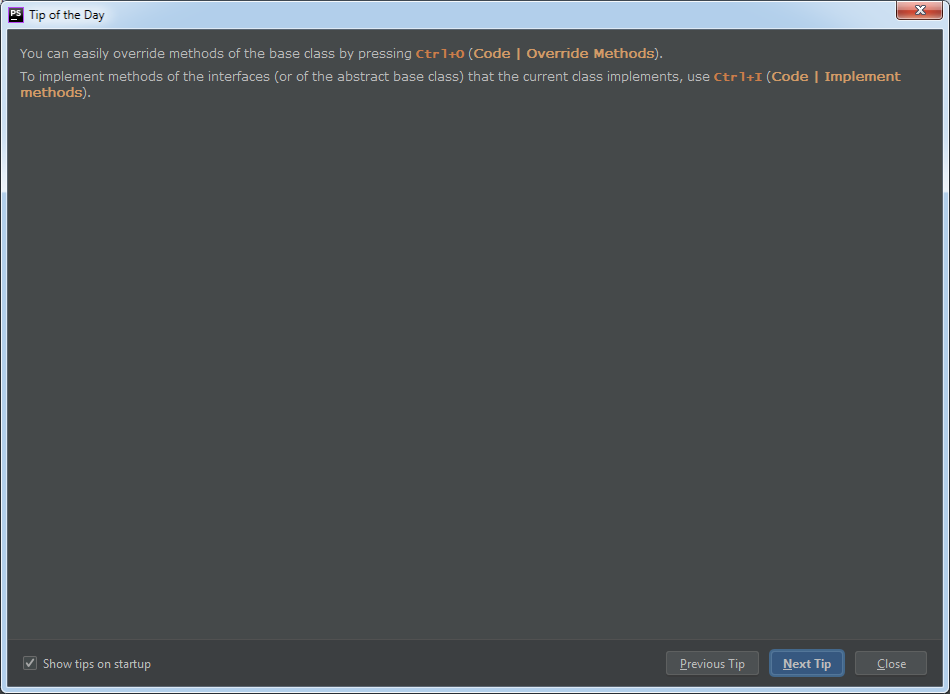 PS Tip of the Day
You can easily override methods of the base class by pressing Ctrl+O (Code | Override Methods).
To implement methods of the interfaces (or of the abstract base class) that the current class implements, use Ctrl+I (Code | Implement
methods).
Show tips on startup
Previous Tip
Next Tip
Close